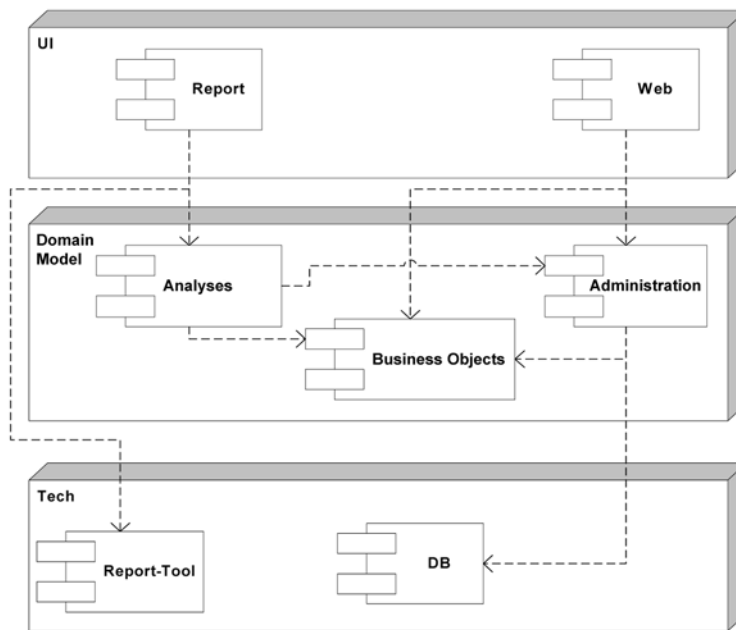 UI
Report
Web
Domain
Model
Analyses
Administration
Business Objects
Tech
Report-Tool
DB